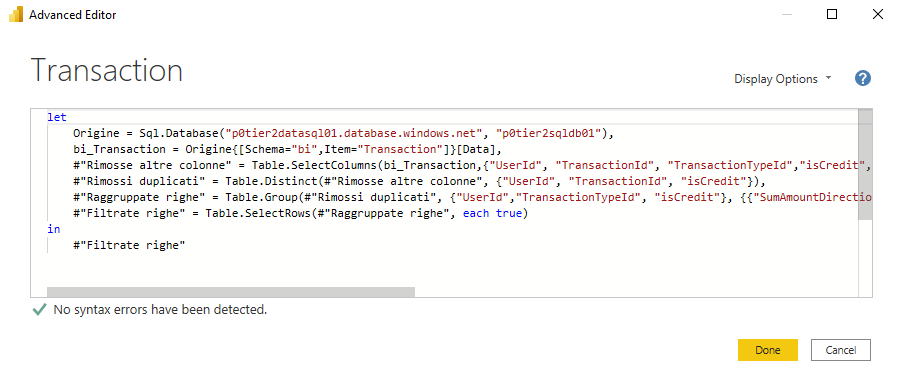 Advanced Editor
Transaction
Display Options
?
let
Origine = Sql.Database("p0tier2datasql01.database.windows.net", "p0tier2sqldb01"),
bi_Transaction = Origine{[Schema="bi",Item="Transaction"]}[Data],
#"Rimosse altre colonne" = Table.SelectColumns(bi_Transaction,{"UserId", "TransactionId", "TransactionTypeId","isCredit",
#"Rimossi duplicati" = Table.Distinct(#"Rimosse altre colonne", {"UserId", "TransactionId", "isCredit"}),
#"Raggruppate righe" = Table.Group(#"Rimossi duplicati", {"UserId","TransactionTypeId", "isCredit"}, {{"SumAmountDirectio
#"Filtrate righe" = Table.SelectRows(#"Raggruppate righe", each true)
in
#"Filtrate righe"
No syntax errors have been detected.
Done
Cancel